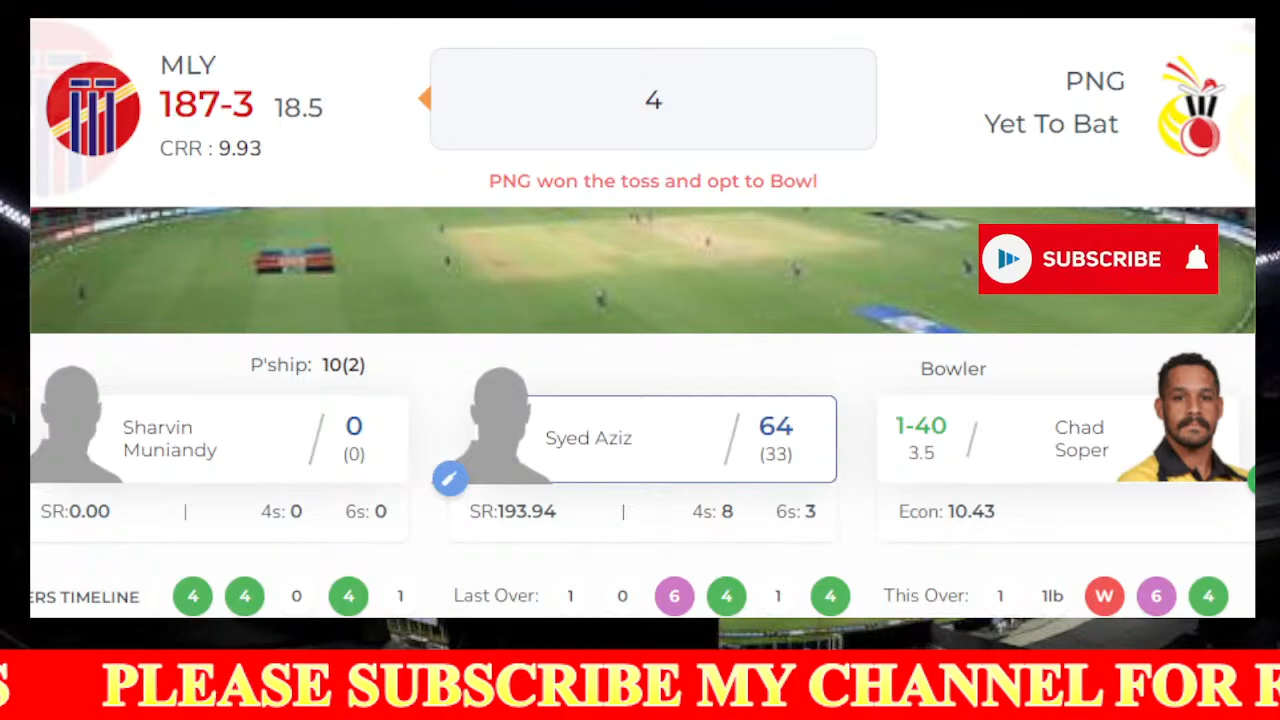 MLY
187-3 18.5
CRR : 9.93
4
PNG won the toss and opt to Bowl
PNG
Yet To Bat
SUBSCRIBE
P'ship: 10(2)
Sharvin
Muniandy
0
(0)
SR:0.00 | 4s: 0 6s: 0
Syed Aziz
64
(33)
SR:193.94 | 4s: 8 6s: 3
Bowler
1-40
3.5
Chad
Soper
Econ: 10.43
ERS TIMELINE 4 4 0 4 1 Last Over: 1 0 6 4 1 4 This Over: 1 1lb W 6 4
S PLEASE SUBSCRIBE MY CHANNEL FOR